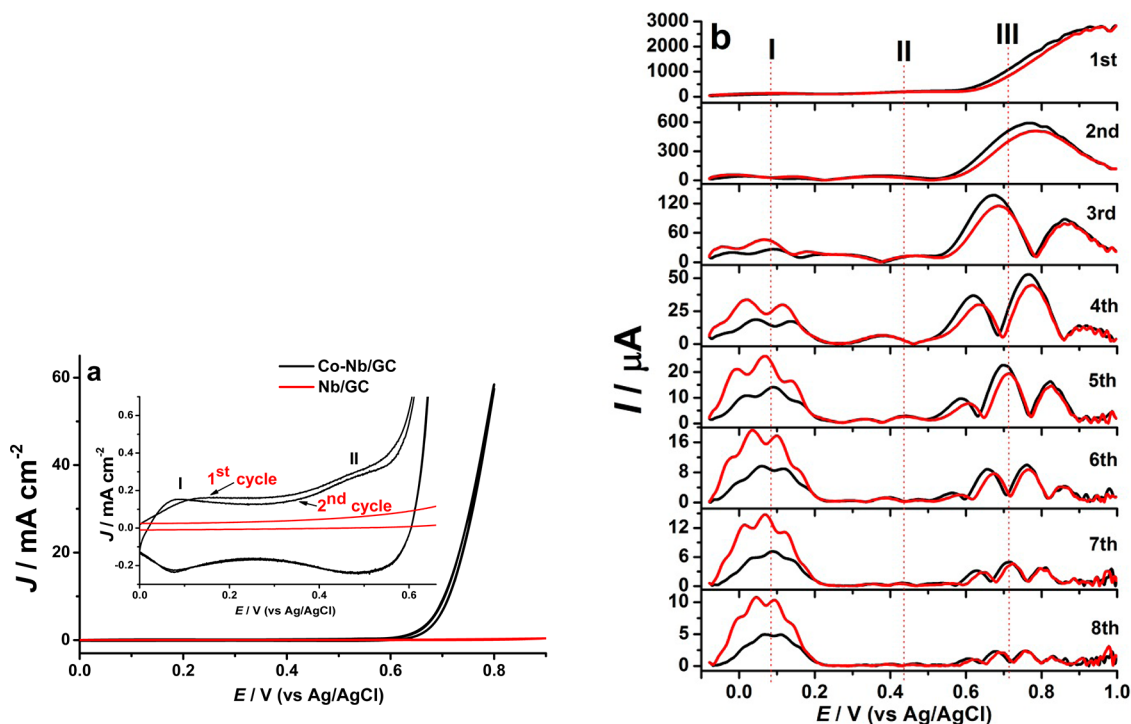 a
Co-Nb/GC
Nb/GC
J / mA cm-2
60
40
20
0
0.0 0.2 0.4 0.6 0.8
E / V (vs Ag/AgCl)
J / mA cm-2
0.6
0.4
0.2
0.0
-0.2
0.0 0.2 0.4 0.6
E / V (vs Ag/AgCl)
I
II
1st cycle
2nd cycle
b
I
II
III
I / µA
3000
2000
1000
0
1st
600
300
0
2nd
120
60
0
3rd
50
25
0
4th
20
10
0
5th
16
8
0
6th
12
6
0
7th
10
5
0
8th
0.0 0.2 0.4 0.6 0.8 1.0
E / V (vs Ag/AgCl)